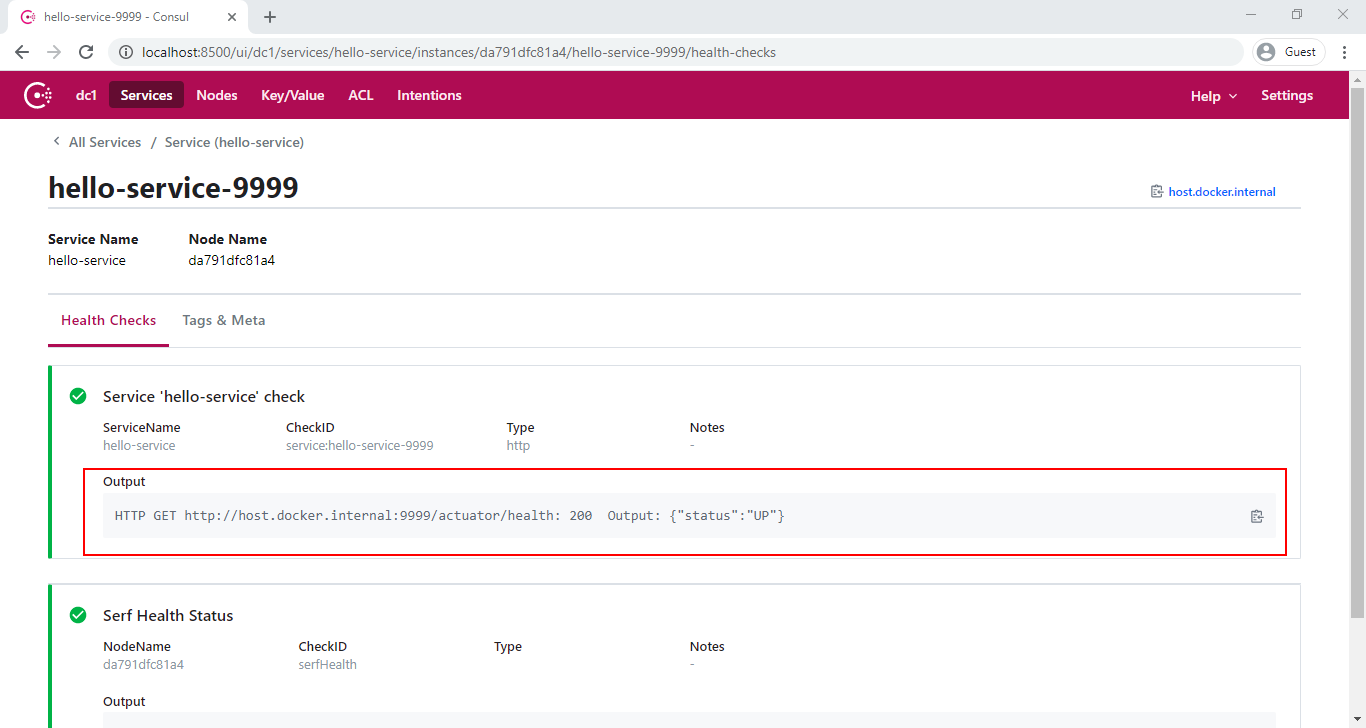 hello-service-9999 - Consul
localhost:8500/ui/dc1/services/hello-service/instances/da791dfc81a4/hello-service-9999/health-checks
Guest
dc1 Services Nodes Key/Value ACL Intentions Help Settings
All Services / Service (hello-service)
hello-service-9999
host.docker.internal
Service Name Node Name
hello-service da791dfc81a4
Health Checks Tags & Meta
Service 'hello-service' check
ServiceName CheckID Type Notes
hello-service service:hello-service-9999 http -
Output
HTTP GET http://host.docker.internal:9999/actuator/health: 200  Output: {"status":"UP"}
Serf Health Status
NodeName CheckID Type Notes
da791dfc81a4 serfHealth -
Output